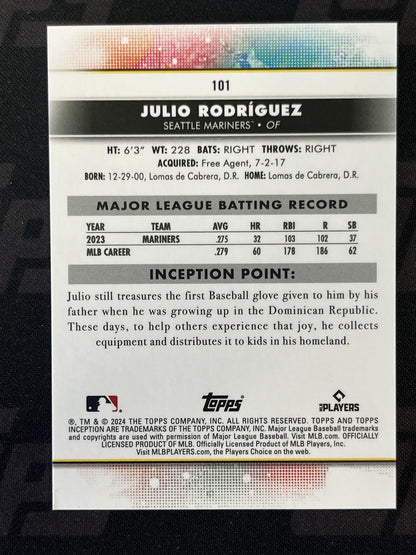 101
JULIO RODRÍGUEZ
SEATTLE MARINERS™ • OF
HT: 6'3" WT: 228 BATS: RIGHT THROWS: RIGHT
ACQUIRED: Free Agent, 7-2-17
BORN: 12-29-00, Lomas de Cabrera, D.R. HOME: Lomas de Cabrera, D.R.
MAJOR LEAGUE BATTING RECORD
YEAR TEAM AVG HR RBI R SB
2023 MARINERS .275 32 103 102 37
MLB CAREER .279 60 178 186 62
INCEPTION POINT:
Julio still treasures the first Baseball glove given to him by his
father when he was growing up in the Dominican Republic.
These days, to help others experience that joy, he collects
equipment and distributes it to kids in his homeland.
Topps
MLB PLAYERS
®, TM & © 2024 THE TOPPS COMPANY, INC. ALL RIGHTS RESERVED. TOPPS AND TOPPS
INCEPTION ARE TRADEMARKS OF THE TOPPS COMPANY, INC. Major League Baseball trademarks
and copyrights are used with permission of Major League Baseball. Visit MLB.com. OFFICIALLY
LICENSED PRODUCT OF MLB. Officially Licensed Product of MLB Players, Inc.
Visit MLBPLAYERS.com, the Players Choice on the web.